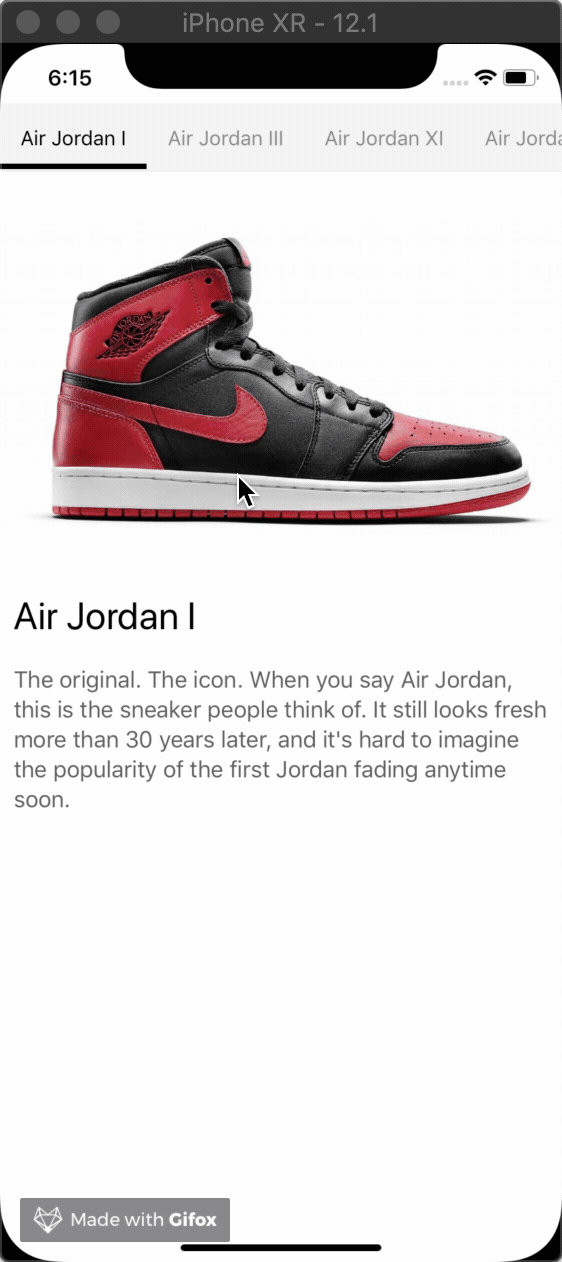 iPhone XR - 12.1
6:15
Air Jordan I
Air Jordan III
Air Jordan XI
Air Jorda
Air Jordan I
The original. The icon. When you say Air Jordan,
this is the sneaker people think of. It still looks fresh
more than 30 years later, and it's hard to imagine
the popularity of the first Jordan fading anytime
soon.
Made with Gifox